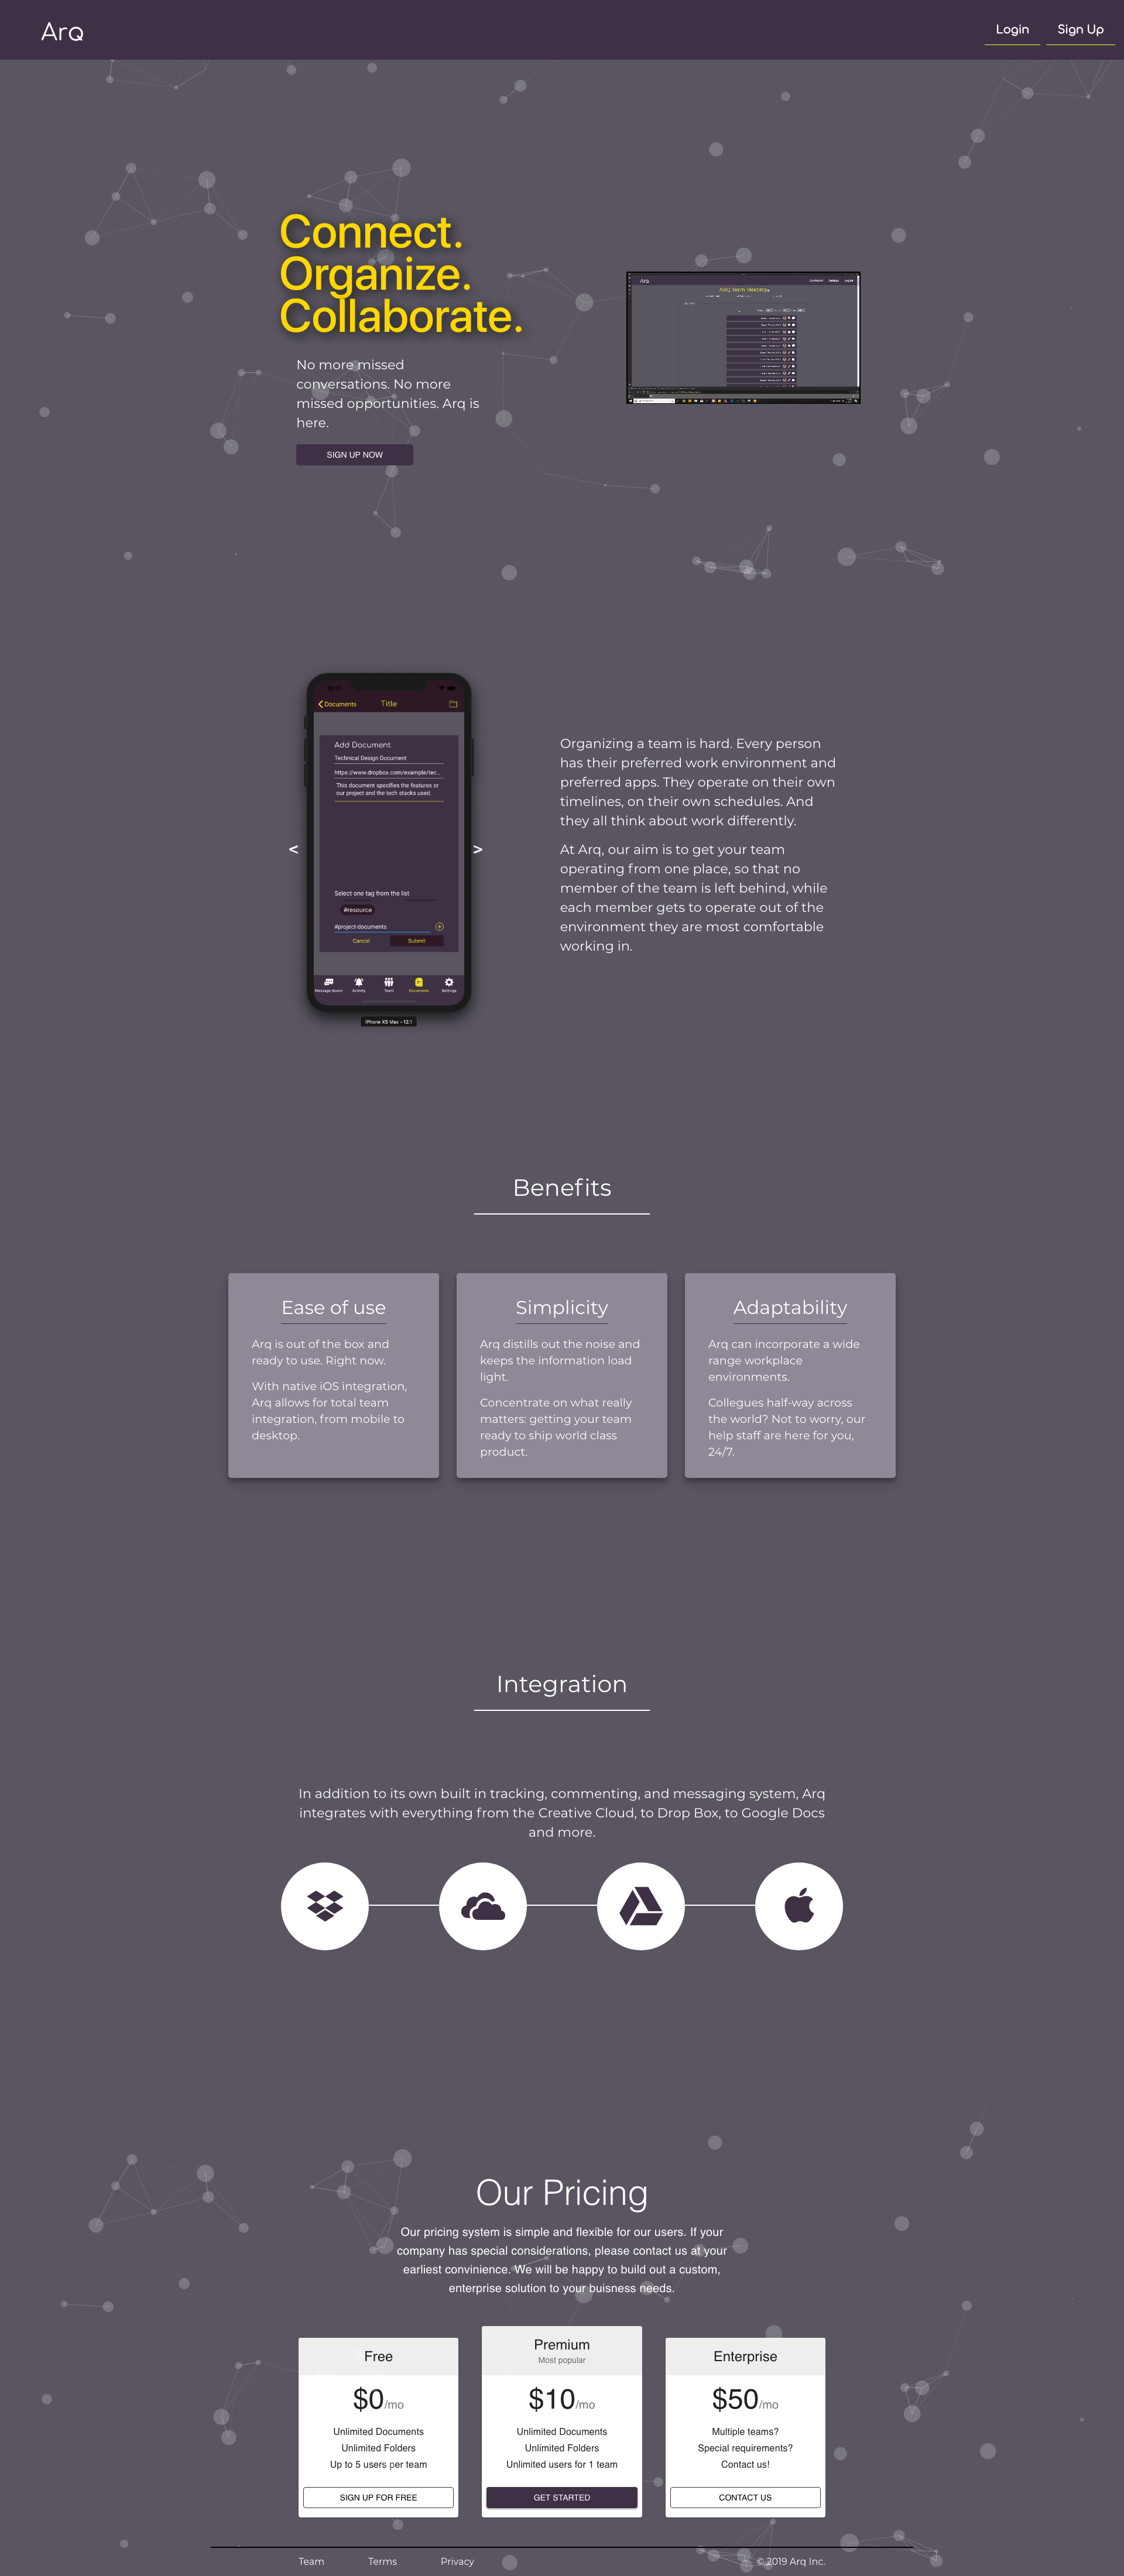 Arq
Login
Sign Up
Connect.
Organize.
Collaborate.
No more missed
conversations. No more
missed opportunities. Arq is
here.
SIGN UP NOW
Arq
ARQ Team Meeting
Documents
Title
Add Document
Technical Design Document
https://www.dropbox.com/example/tec...
This document specifies the features or
our project and the tech stacks used.
Select one tag from the list
#resource
#project-documents
Cancel
Submit
Message Board
Activity
Team
Documents
Settings
iPhone XS Max - 12.1
<
>
Organizing a team is hard. Every person
has their preferred work environment and
preferred apps. They operate on their own
timelines, on their own schedules. And
they all think about work differently.
At Arq, our aim is to get your team
operating from one place, so that no
member of the team is left behind, while
each member gets to operate out of the
environment they are most comfortable
working in.
Benefits
Ease of use
Arq is out of the box and
ready to use. Right now.
With native iOS integration,
Arq allows for total team
integration, from mobile to
desktop.
Simplicity
Arq distills out the noise and
keeps the information load
light.
Concentrate on what really
matters: getting your team
ready to ship world class
product.
Adaptability
Arq can incorporate a wide
range workplace
environments.
Collegues half-way across
the world? Not to worry, our
help staff are here for you,
24/7.
Integration
In addition to its own built in tracking, commenting, and messaging system, Arq
integrates with everything from the Creative Cloud, to Drop Box, to Google Docs
and more.
Our Pricing
Our pricing system is simple and flexible for our users. If your
company has special considerations, please contact us at your
earliest convinience. We will be happy to build out a custom,
enterprise solution to your buisness needs.
Free
$0/mo
Unlimited Documents
Unlimited Folders
Up to 5 users per team
SIGN UP FOR FREE
Premium
Most popular
$10/mo
Unlimited Documents
Unlimited Folders
Unlimited users for 1 team
GET STARTED
Enterprise
$50/mo
Multiple teams?
Special requirements?
Contact us!
CONTACT US
Team
Terms
Privacy
© 2019 Arq Inc.